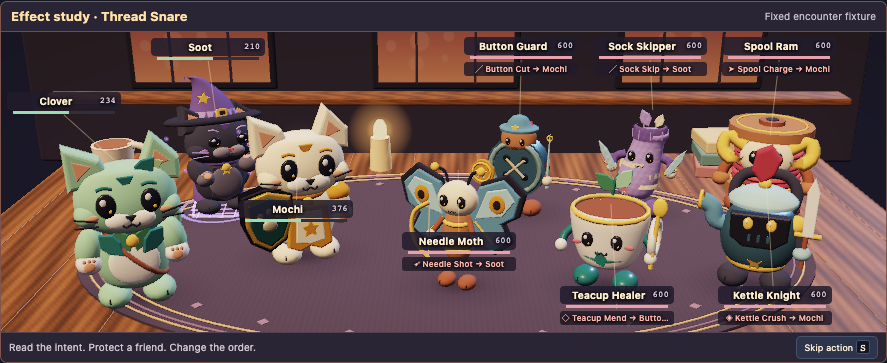 Effect study · Thread Snare
Fixed encounter fixture
Soot 210
Button Guard 600
Button Cut → Mochi
Sock Skipper 600
Sock Skip → Soot
Spool Ram 600
Spool Charge → Mochi
Clover 234
Mochi 376
Needle Moth 600
Needle Shot → Soot
Teacup Healer 600
Teacup Mend → Butto...
Kettle Knight 600
Kettle Crush → Mochi
Read the intent. Protect a friend. Change the order.
Skip action S